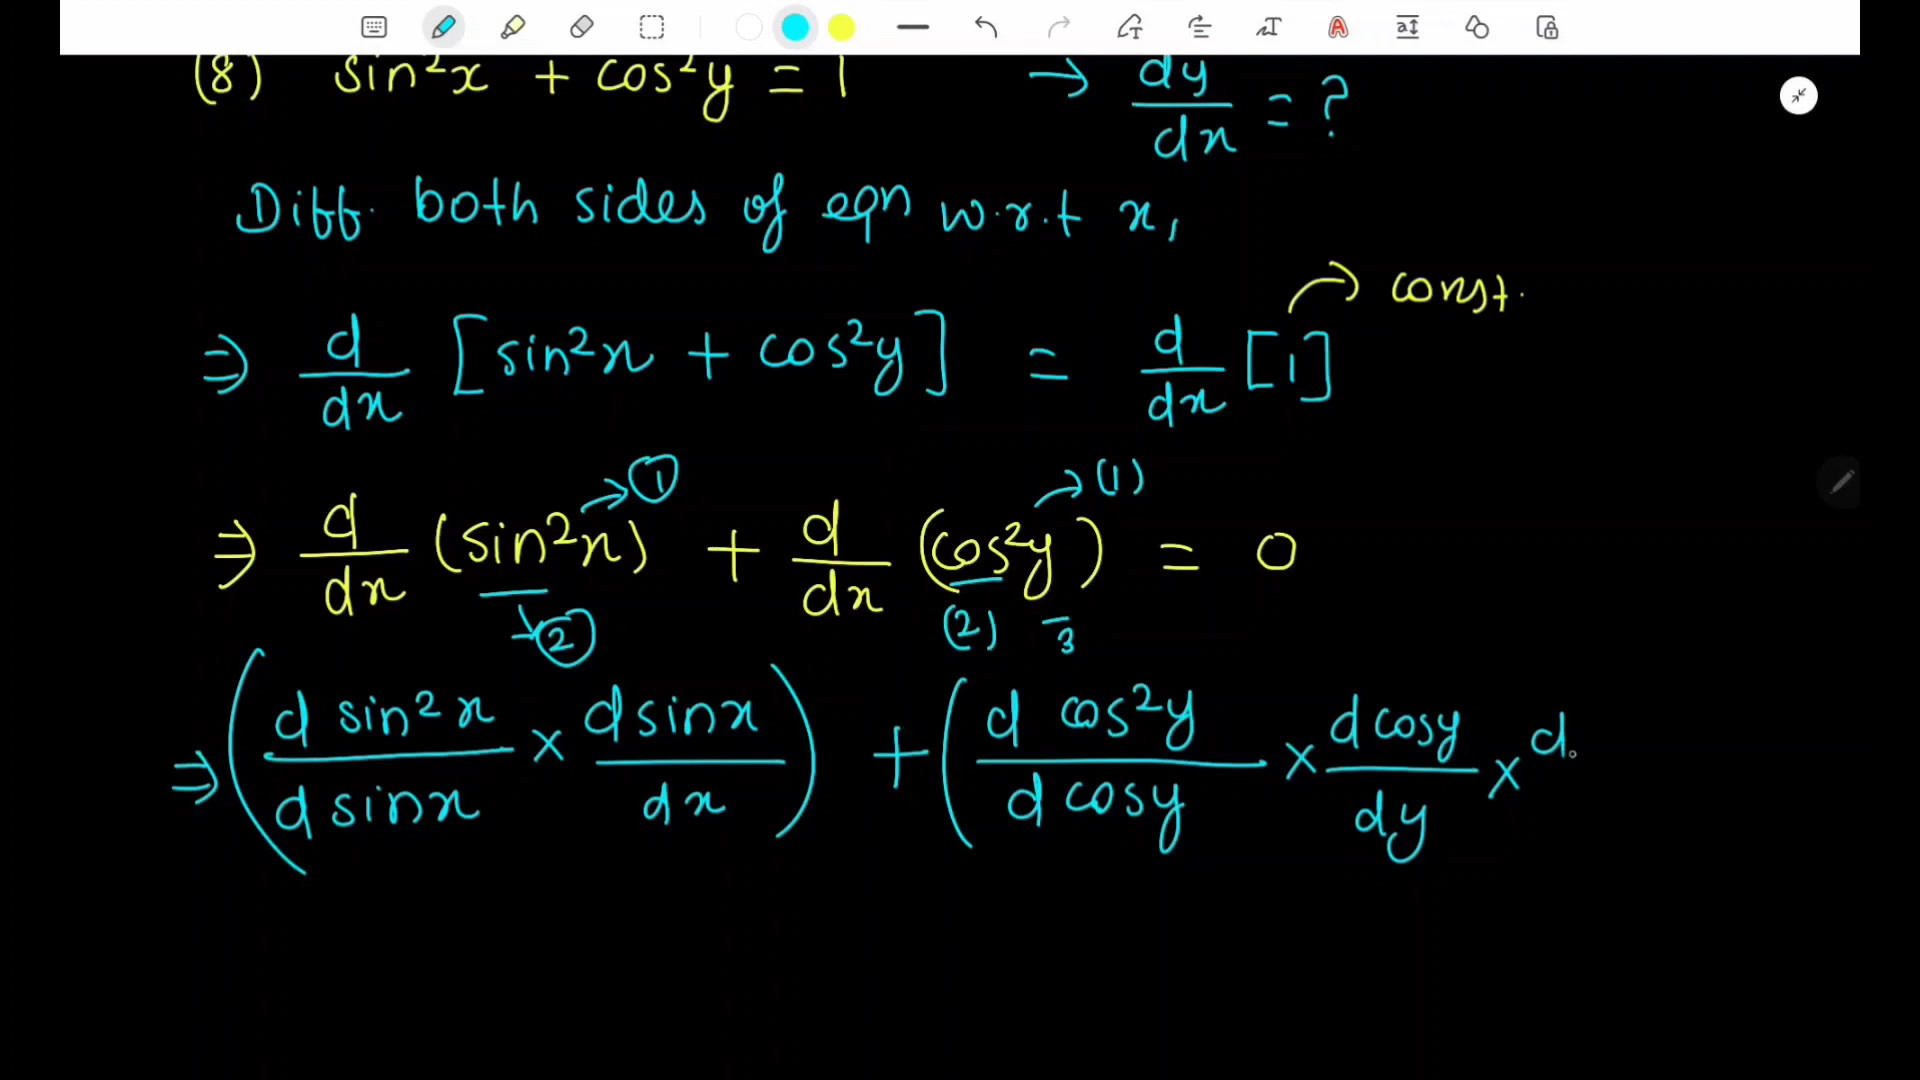 (8) sin²x + cos²y = 1 → dy/dx = ?
Diff. both sides of eqn w.r.t x,
→ const.
⇒ d/dx [sin²x + cos²y] = d/dx [1]
→ ① → (1)
⇒ d/dx (sin²x) + d/dx (cos²y) = 0
→ ② (2) 3
⇒ (d sin²x/d sinx × d sinx/dx) + (d cos²y/d cosy × d cosy/dy × d